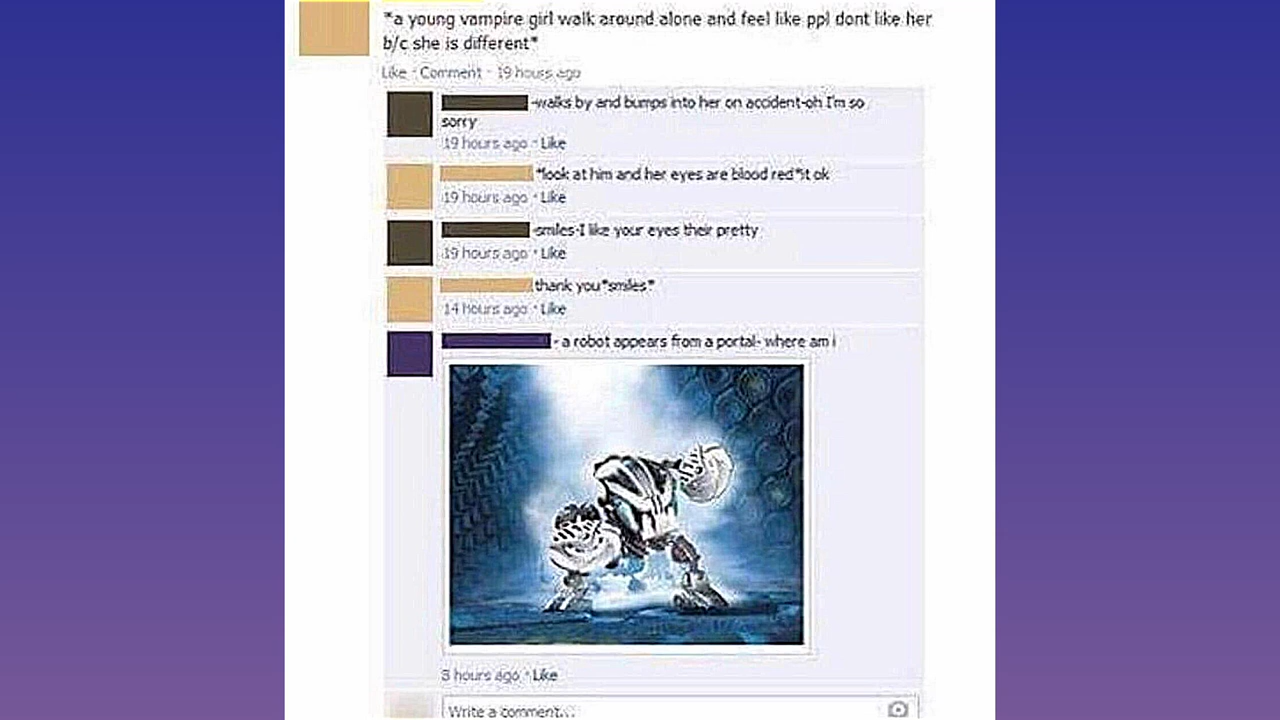 *a young vampire girl walk around alone and feel like ppl dont like her
b/c she is different*
Like · Comment · 19 hours ago
-walks by and bumps into her on accident-oh I'm so
sorry
19 hours ago · Like
*look at him and her eyes are blood red*it ok
19 hours ago · Like
-smiles-I like your eyes their pretty
19 hours ago · Like
thank you*smiles*
14 hours ago · Like
- a robot appears from a portal- where am i
3 hours ago · Like
Write a comment...